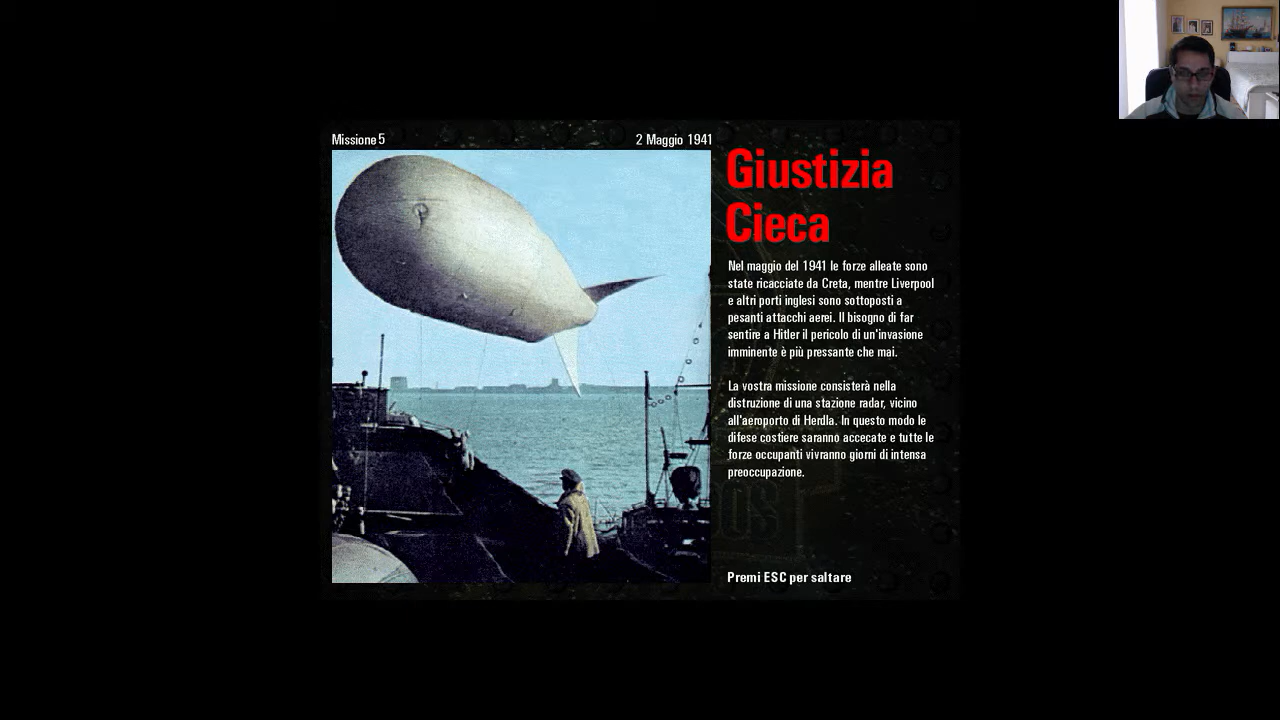 Missione 5
2 Maggio 1941
Giustizia
Cieca
Nel maggio del 1941 le forze alleate sono
state ricacciate da Creta, mentre Liverpool
e altri porti inglesi sono sottoposti a
pesanti attacchi aerei. Il bisogno di far
sentire a Hitler il pericolo di un'invasione
imminente è più pressante che mai.
La vostra missione consisterà nella
distruzione di una stazione radar, vicino
all'aeroporto di Herdla. In questo modo le
difese costiere saranno accecate e tutte le
forze occupanti vivranno giorni di intensa
preoccupazione.
Premi ESC per saltare